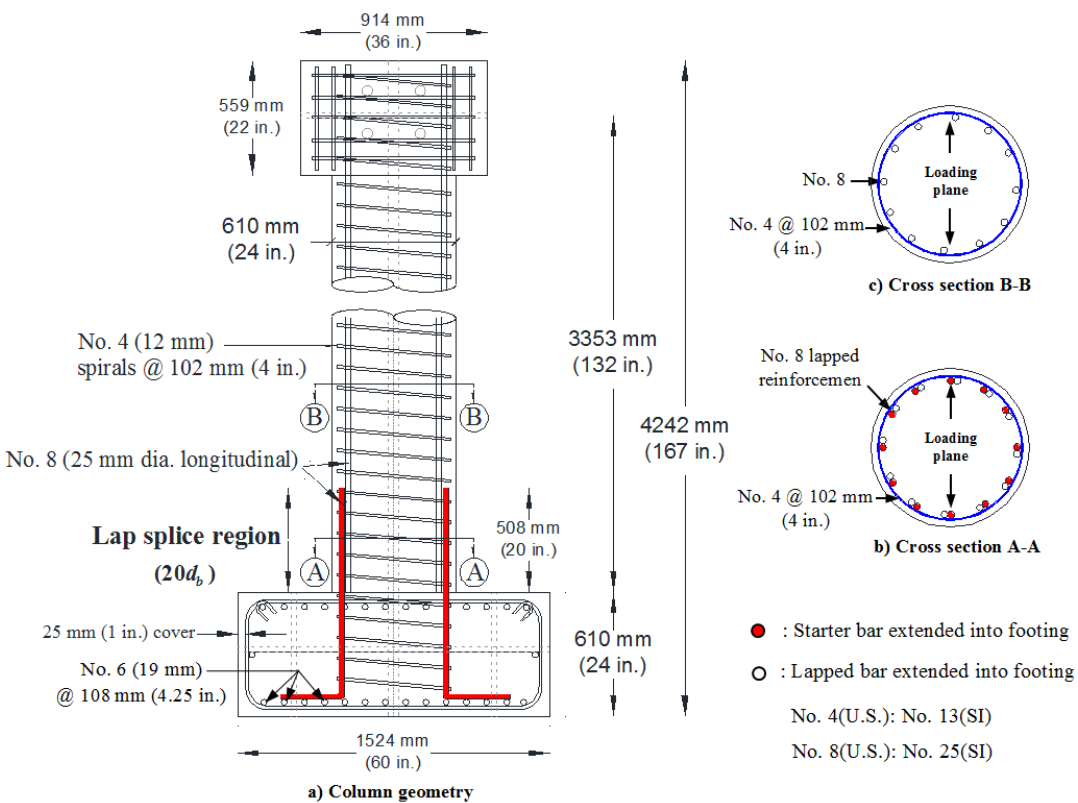 914 mm
(36 in.)
559 mm
(22 in.)
610 mm
(24 in.)
No. 4 (12 mm)
spirals @ 102 mm (4 in.)
B
B
No. 8 (25 mm dia. longitudinal)
Lap splice region
(20d_b)
508 mm
(20 in.)
A
A
25 mm (1 in.) cover
No. 6 (19 mm)
@ 108 mm (4.25 in.)
1524 mm
(60 in.)
a) Column geometry
3353 mm
(132 in.)
4242 mm
(167 in.)
610 mm
(24 in.)
No. 8
Loading
plane
No. 4 @ 102 mm
(4 in.)
c) Cross section B-B
No. 8 lapped
reinforcemen
Loading
plane
No. 4 @ 102 mm
(4 in.)
b) Cross section A-A
: Starter bar extended into footing
: Lapped bar extended into footing
No. 4(U.S.): No. 13(SI)
No. 8(U.S.): No. 25(SI)